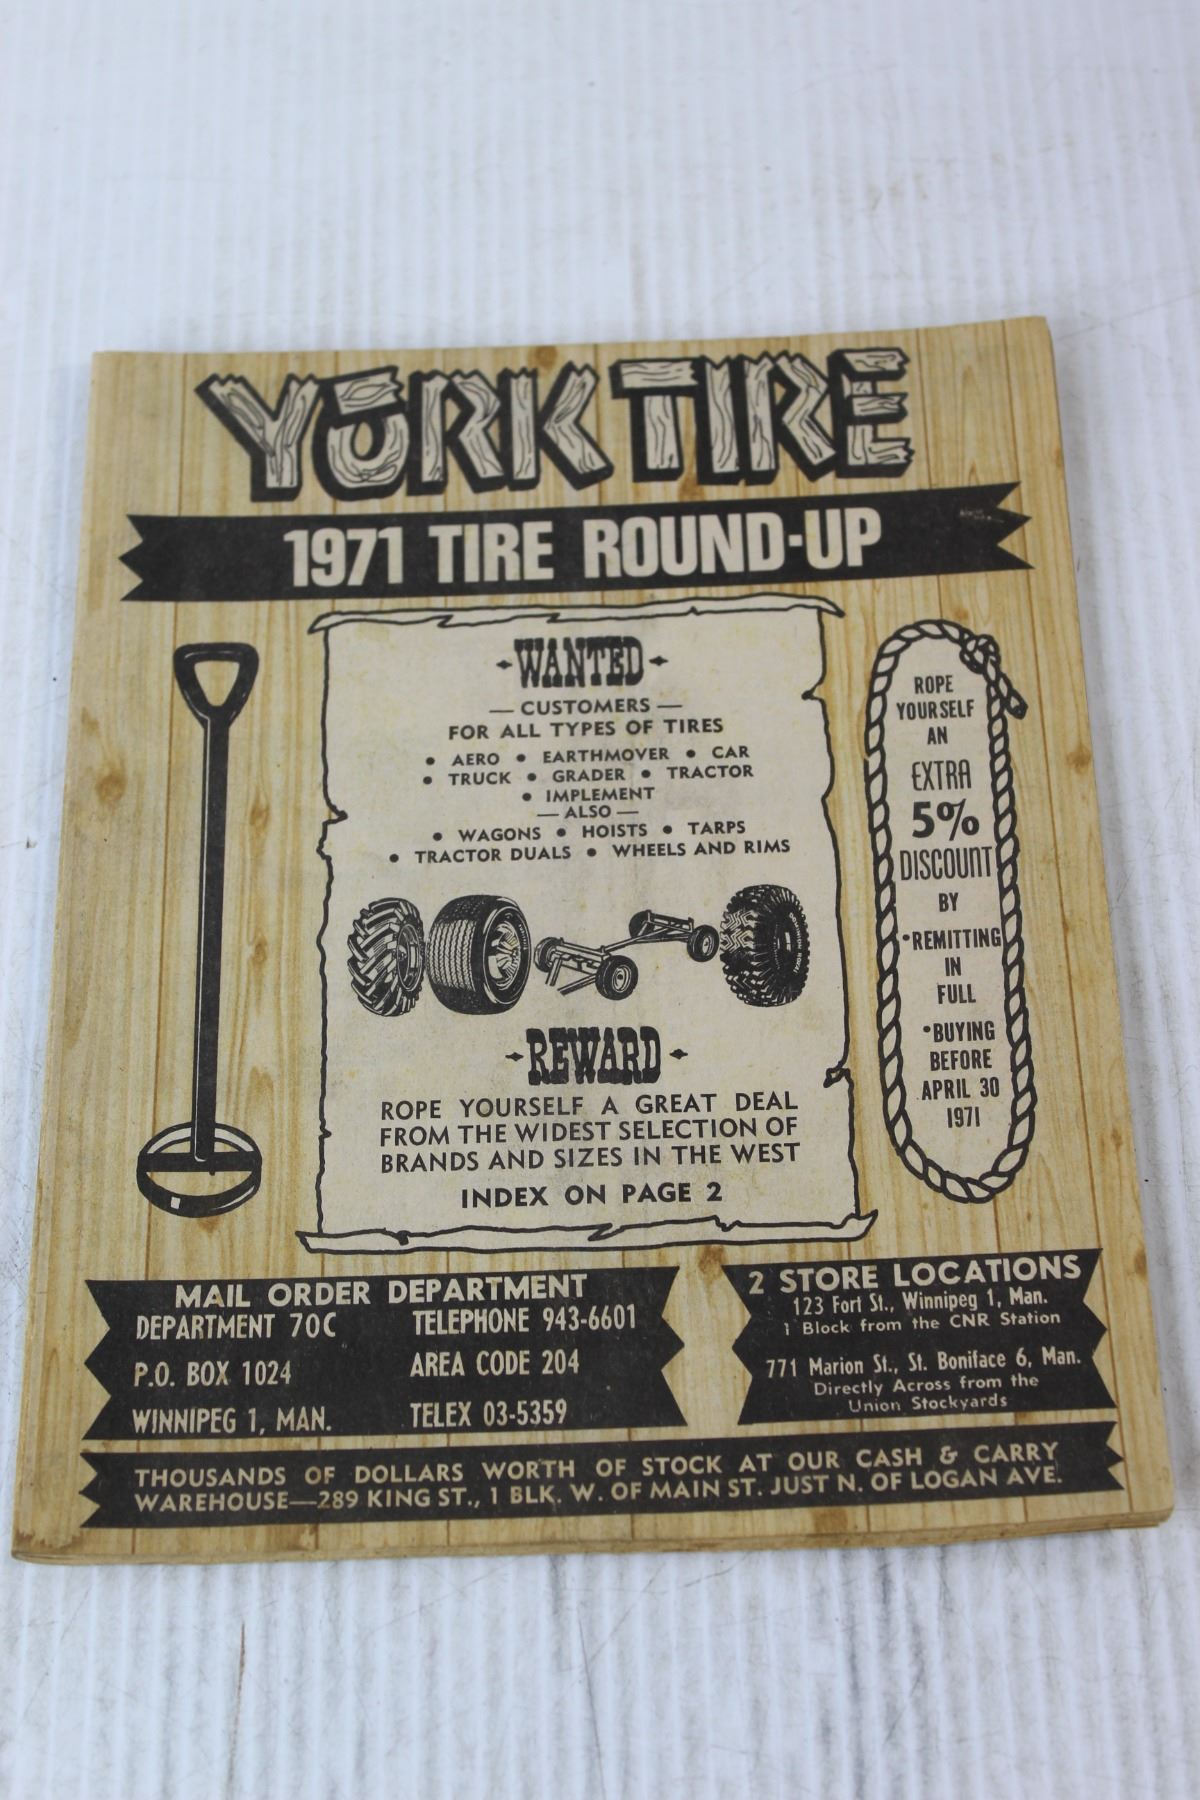 YORK TIRE
1971 TIRE ROUND-UP
WANTED
— CUSTOMERS —
FOR ALL TYPES OF TIRES
• AERO • EARTHMOVER • CAR
• TRUCK • GRADER • TRACTOR
• IMPLEMENT
— ALSO —
• WAGONS • HOISTS • TARPS
• TRACTOR DUALS • WHEELS AND RIMS
REWARD
ROPE YOURSELF A GREAT DEAL
FROM THE WIDEST SELECTION OF
BRANDS AND SIZES IN THE WEST
INDEX ON PAGE 2
ROPE
YOURSELF
AN
EXTRA
5%
DISCOUNT
BY
•REMITTING
IN
FULL
•BUYING
BEFORE
APRIL 30
1971
MAIL ORDER DEPARTMENT
DEPARTMENT 70C TELEPHONE 943-6601
P.O. BOX 1024 AREA CODE 204
WINNIPEG 1, MAN. TELEX 03-5359
2 STORE LOCATIONS
123 Fort St., Winnipeg 1, Man.
1 Block from the CNR Station
771 Marion St., St. Boniface 6, Man.
Directly Across from the
Union Stockyards
THOUSANDS OF DOLLARS WORTH OF STOCK AT OUR CASH & CARRY
WAREHOUSE—289 KING ST., 1 BLK. W. OF MAIN ST. JUST N. OF LOGAN AVE.